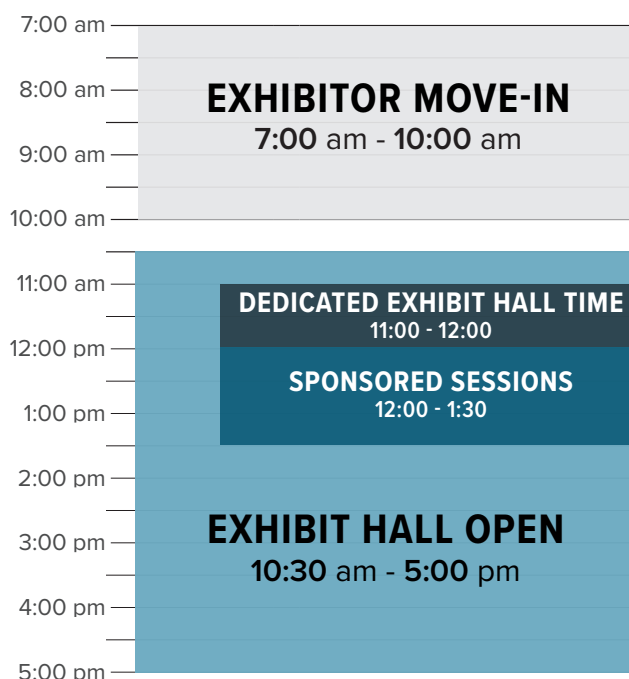 7:00 am
8:00 am
EXHIBITOR MOVE-IN
7:00 am - 10:00 am
9:00 am
10:00 am
11:00 am
DEDICATED EXHIBIT HALL TIME
11:00 - 12:00
12:00 pm
SPONSORED SESSIONS
12:00 - 1:30
1:00 pm
2:00 pm
EXHIBIT HALL OPEN
3:00 pm
10:30 am - 5:00 pm
4:00 pm
5:00 pm